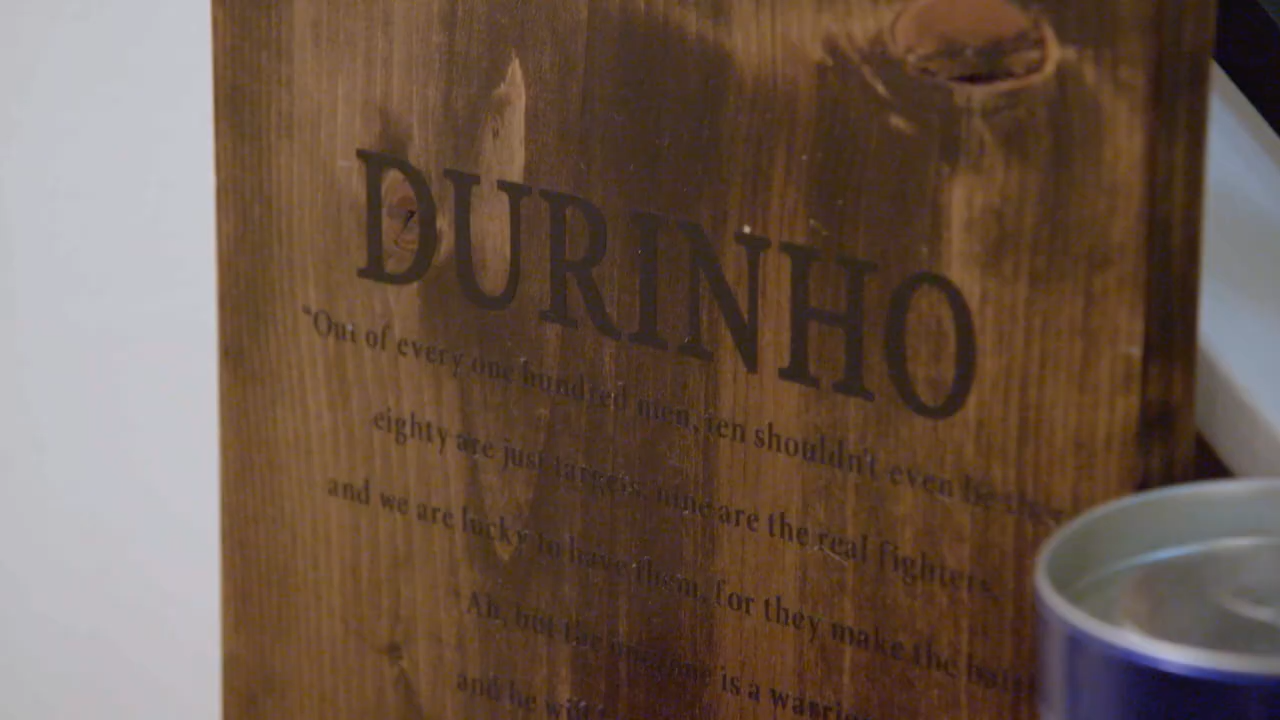 DURINHO
“Out of every one hundred men, ten shouldn't even be there
eighty are just targets, nine are the real fighters,
and we are lucky to have them, for they make the
Ah, but the one, one is a warrior
and he will